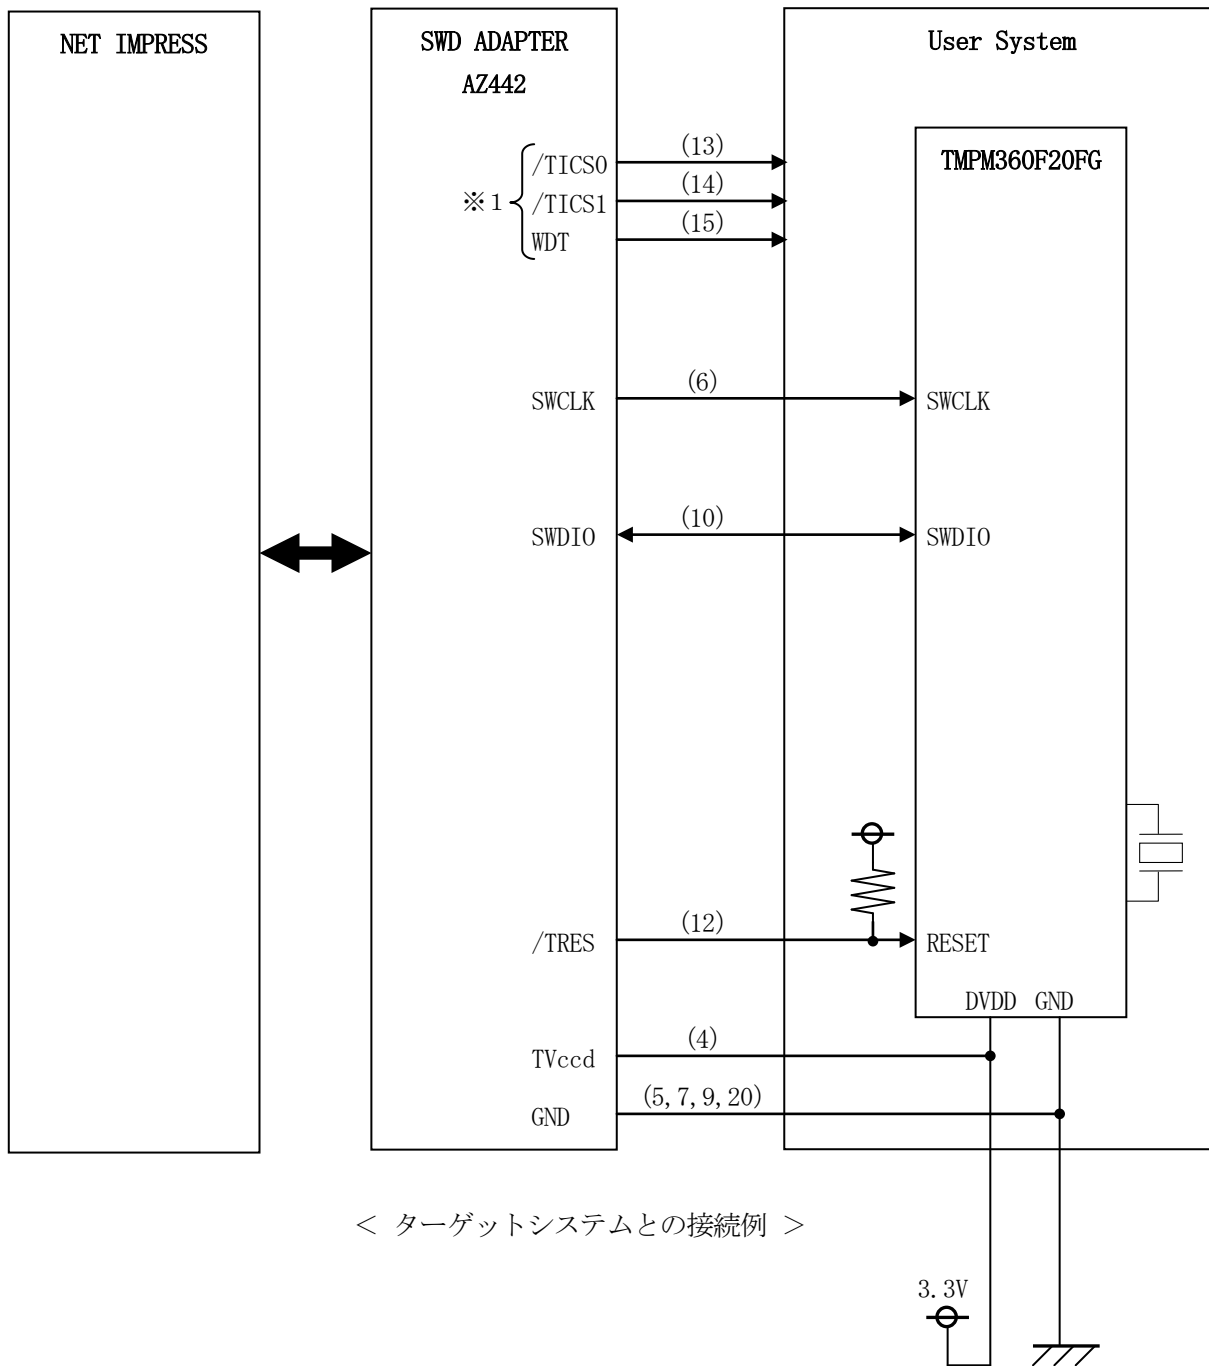 NET IMPRESS
SWD ADAPTER
AZ442
User System
TMPM360F20FG
※1
/TICS0
(13)
/TICS1
(14)
WDT
(15)
SWCLK
(6)
SWCLK
SWDIO
(10)
SWDIO
/TRES
(12)
RESET
DVDD GND
TVccd
(4)
GND
(5,7,9,20)
< ターゲットシステムとの接続例 >
3.3V